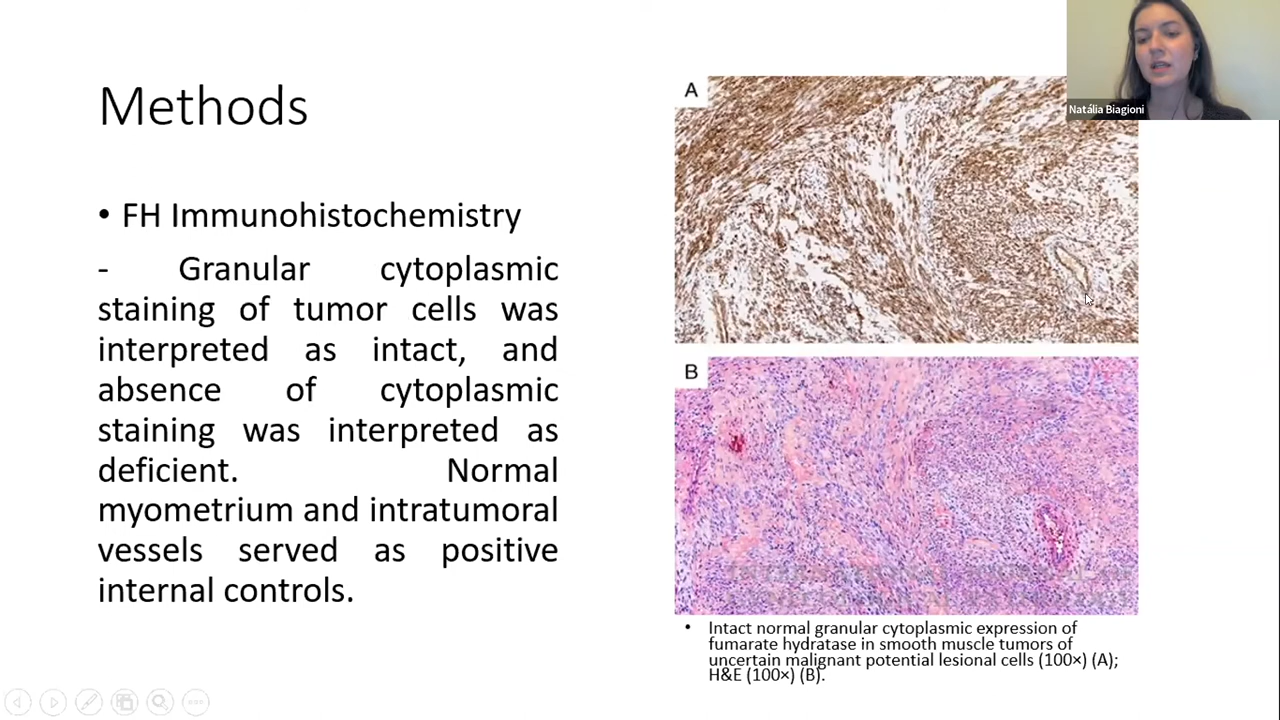 Methods
• FH Immunohistochemistry
- Granular cytoplasmic
staining of tumor cells was
interpreted as intact, and
absence of cytoplasmic
staining was interpreted as
deficient. Normal
myometrium and intratumoral
vessels served as positive
internal controls.
A
B
• Intact normal granular cytoplasmic expression of
fumarate hydratase in smooth muscle tumors of
uncertain malignant potential lesional cells (100×) (A);
H&E (100×) (B).
Natália Biagioni